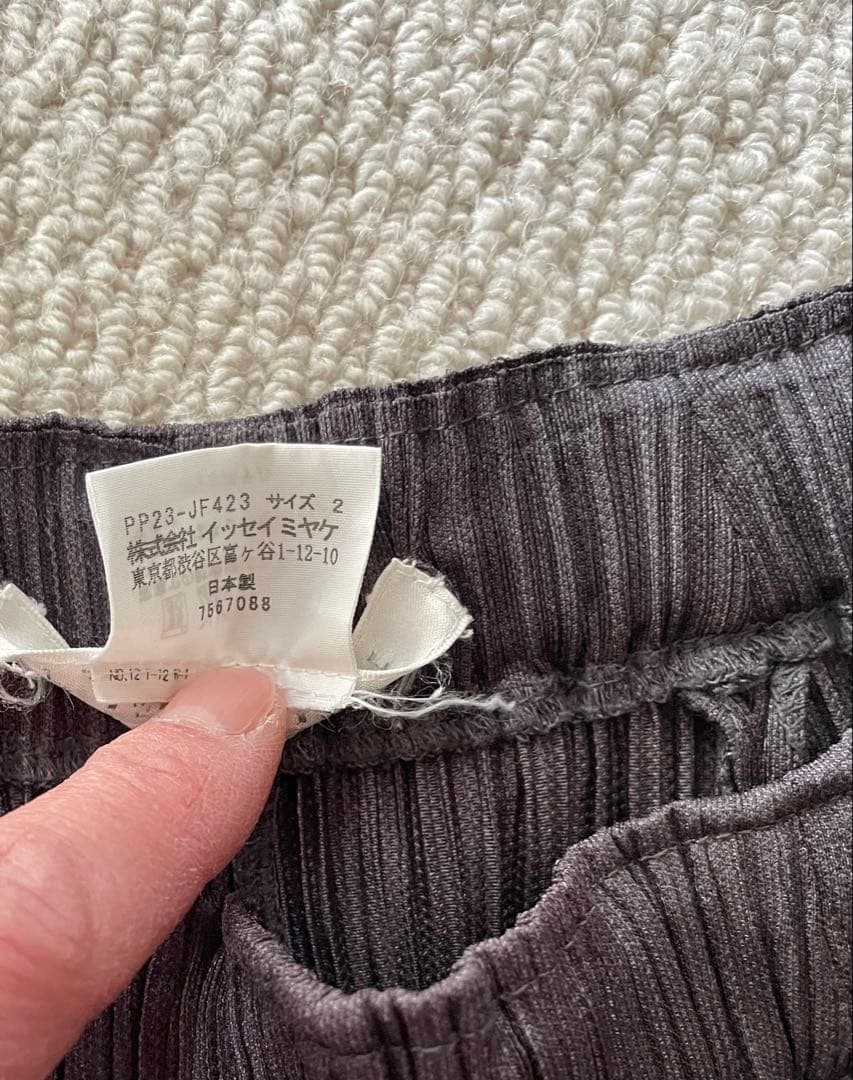 PP23-JF423 サイズ 2
株式会社 イッセイ ミヤケ
東京都渋谷区富ヶ谷1-12-10
日本製
7567088